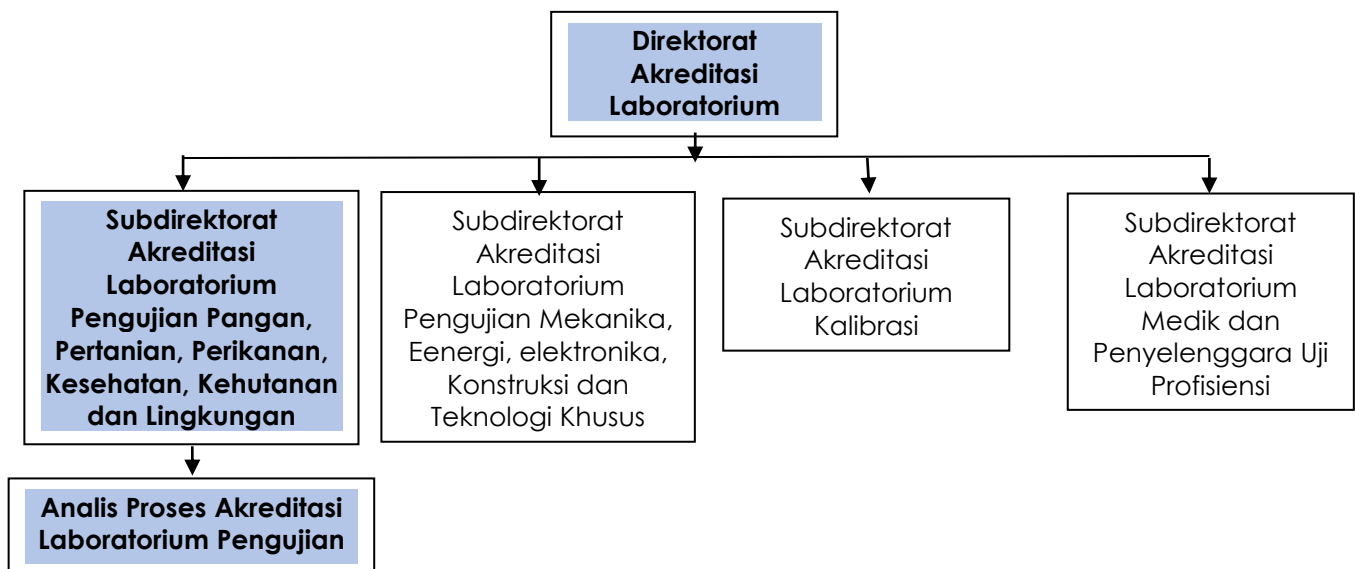 Direktorat
Akreditasi
Laboratorium
Subdirektorat
Akreditasi
Laboratorium
Pengujian Pangan,
Pertanian, Perikanan,
Kesehatan, Kehutanan
dan Lingkungan
Subdirektorat
Akreditasi
Laboratorium
Pengujian Mekanika,
Eenergi, elektronika,
Konstruksi dan
Teknologi Khusus
Subdirektorat
Akreditasi
Laboratorium
Kalibrasi
Subdirektorat
Akreditasi
Laboratorium
Medik dan
Penyelenggara Uji
Profisiensi
Analis Proses Akreditasi
Laboratorium Pengujian